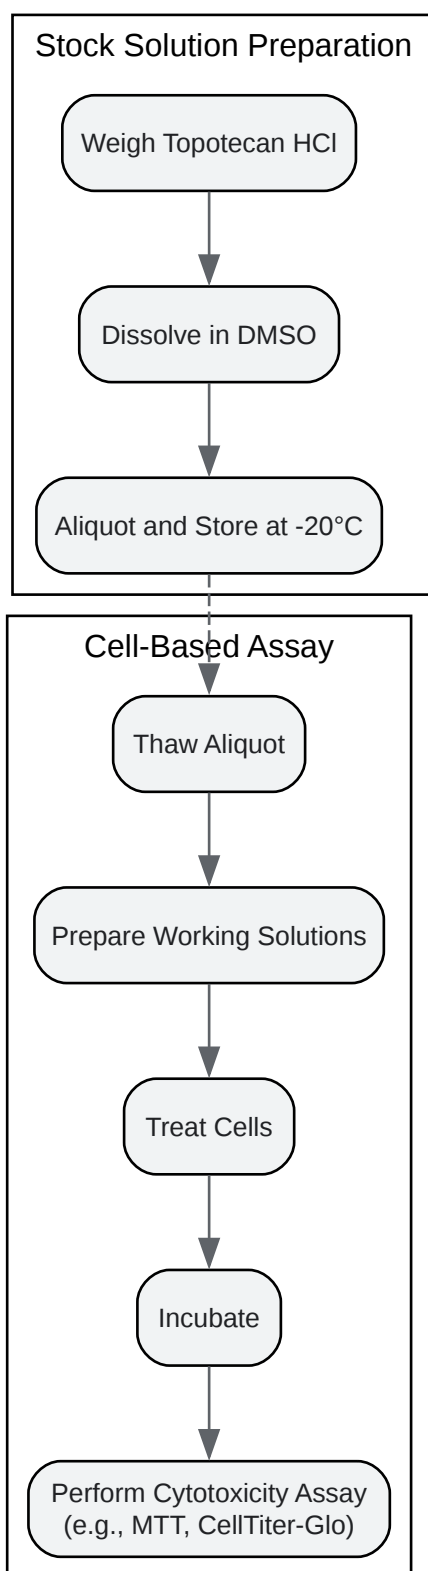 Stock Solution Preparation
Weigh Topotecan HCl
Dissolve in DMSO
Aliquot and Store at -20°C
Cell-Based Assay
Thaw Aliquot
Prepare Working Solutions
Treat Cells
Incubate
Perform Cytotoxicity Assay
(e.g., MTT, CellTiter-Glo)